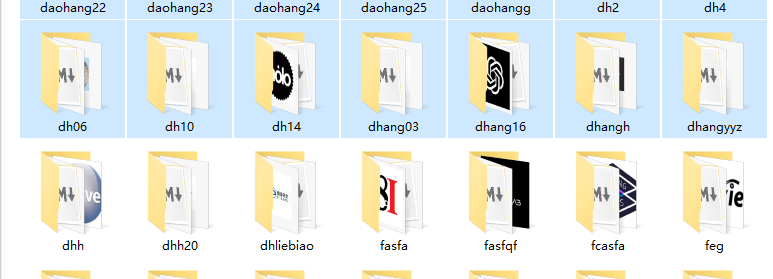 daohang22 daohang23 daohang24 daohang25 daohangg dh2 dh4
dh06 dh10 dh14 dhang03 dhang16 dhangh dhangyyz
dhh dhh20 dhliebiao fasfa fasfqf fcasfa feg